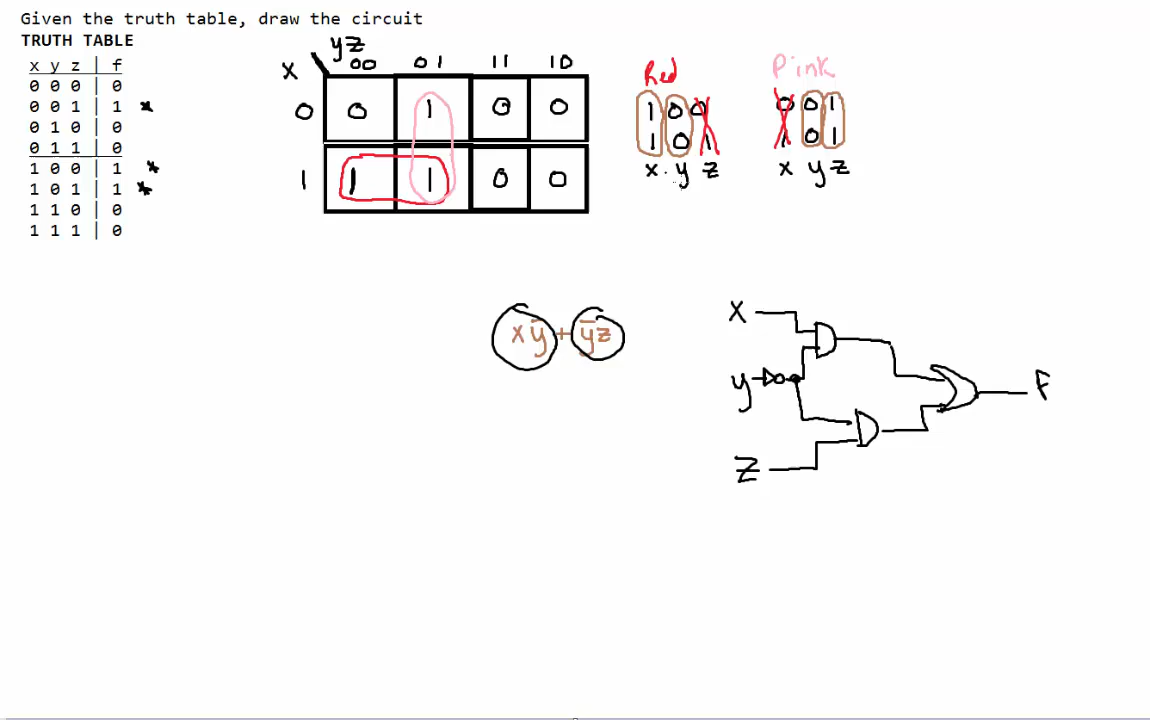 Given the truth table, draw the circuit
TRUTH TABLE
x y z | f
0 0 0 | 0
0 0 1 | 1 *
0 1 0 | 0
0 1 1 | 0
1 0 0 | 1 *
1 0 1 | 1 *
1 1 0 | 0
1 1 1 | 0
yz
x 00 01 11 10
0 0 1 0 0
1 1 1 0 0
Red
1 0 0
1 0 1
x . y z
Pink
0 0 1
1 0 1
x y z
xȳ + ȳz
X
y
Z
F